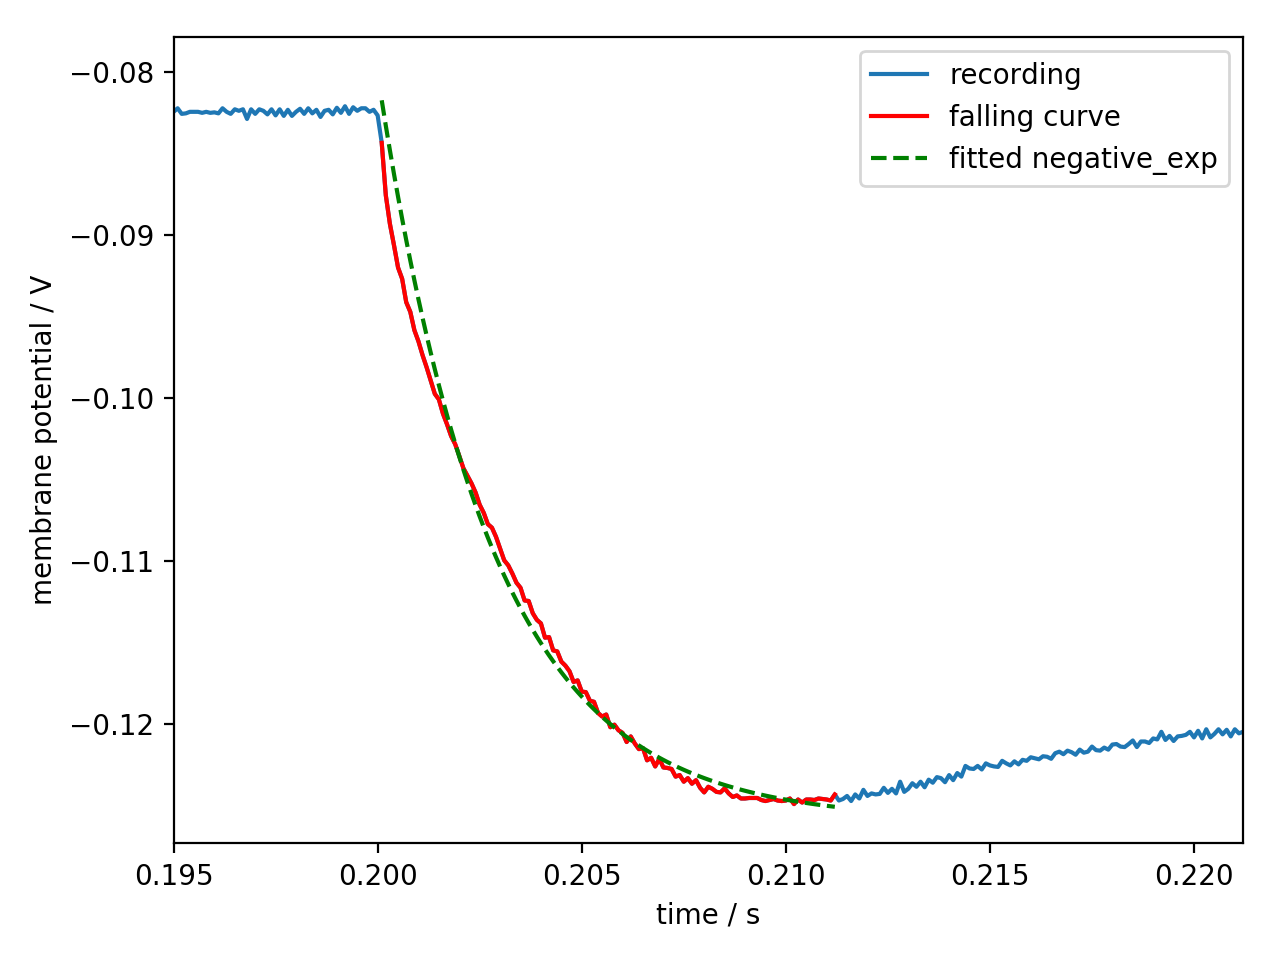 recording
falling curve
fitted negative_exp
−0.08
−0.09
−0.10
−0.11
−0.12
membrane potential / V
0.195 0.200 0.205 0.210 0.215 0.220
time / s